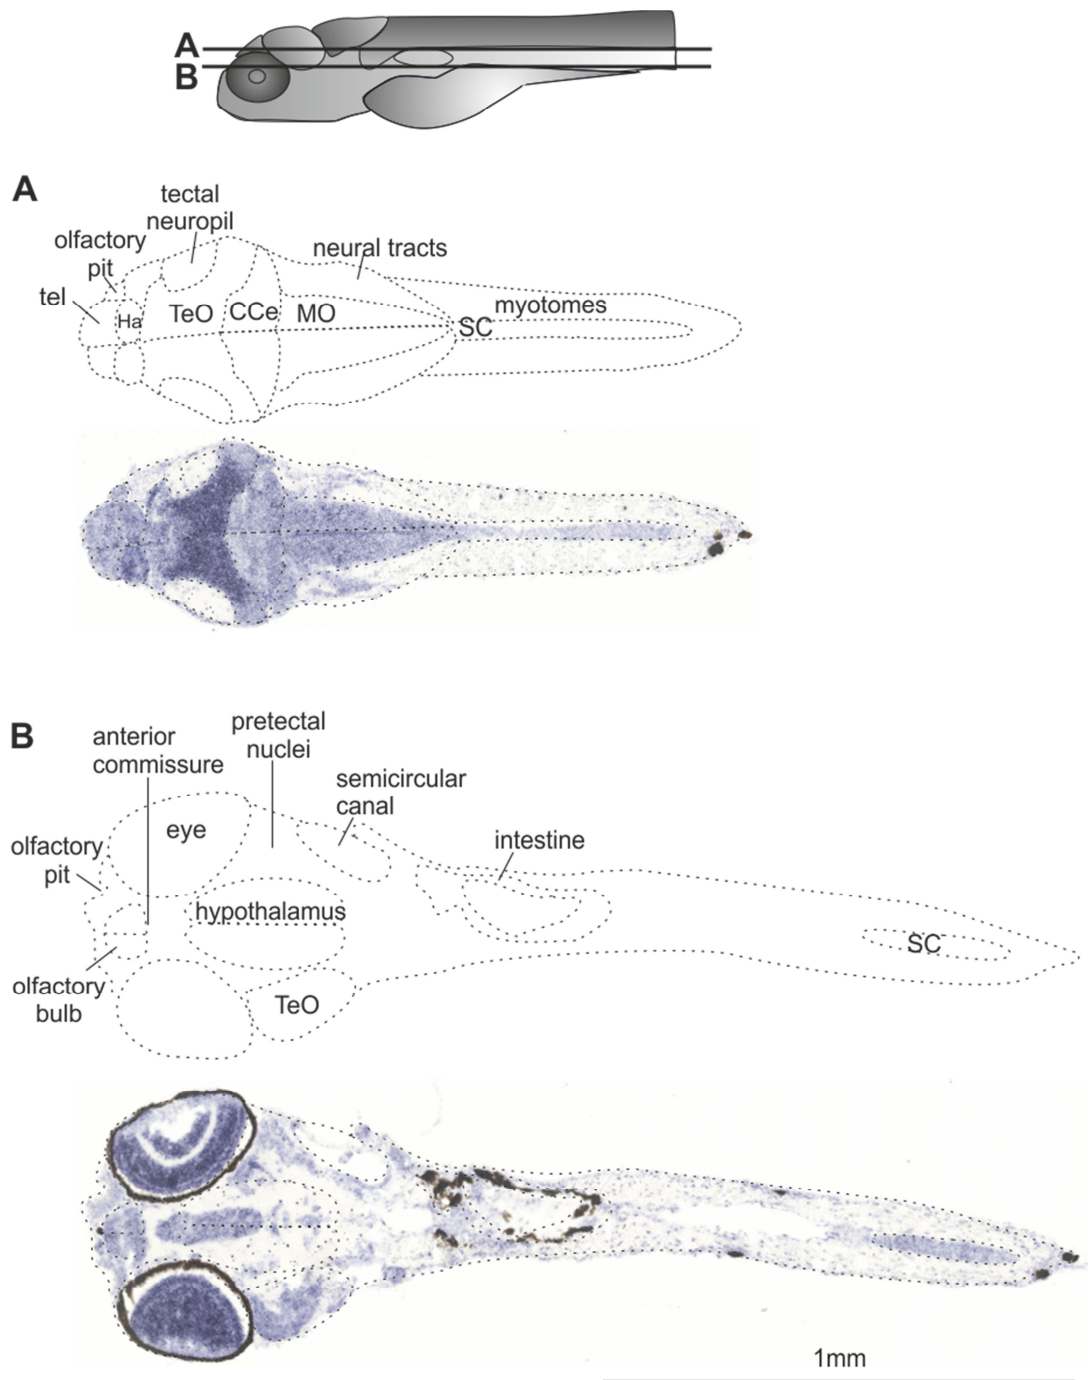 A
B
A
tectal
neuropil
olfactory
pit
neural tracts
tel
Ha
TeO
CCe
MO
SC
myotomes
B
anterior
commissure
pretectal
nuclei
semicircular
canal
eye
olfactory
pit
intestine
hypothalamus
SC
olfactory
bulb
TeO
1mm